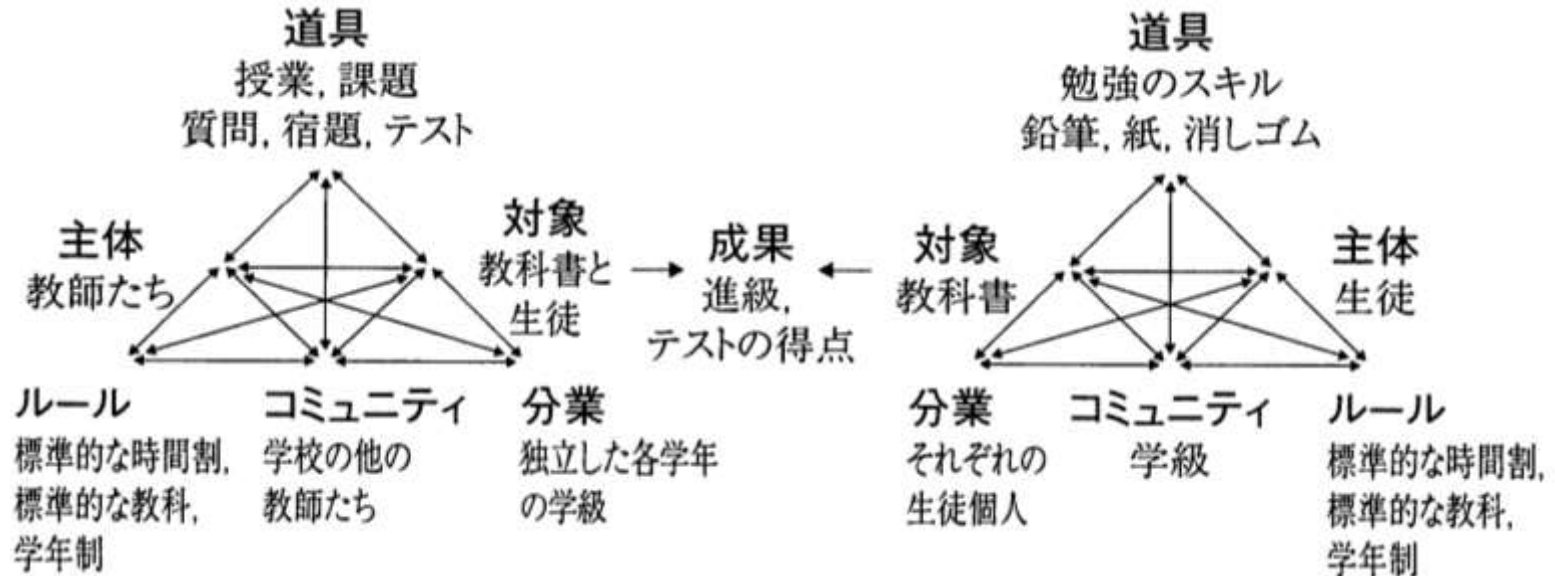 道具
授業, 課題
質問, 宿題, テスト
主体
教師たち
対象
教科書と
生徒
ルール
標準的な時間割,
標準的な教科,
学年制
コミュニティ
学校の他の
教師たち
分業
独立した各学年
の学級
成果
進級,
テストの得点
道具
勉強のスキル
鉛筆, 紙, 消しゴム
対象
教科書
主体
生徒
分業
それぞれの
生徒個人
コミュニティ
学級
ルール
標準的な時間割,
標準的な教科,
学年制